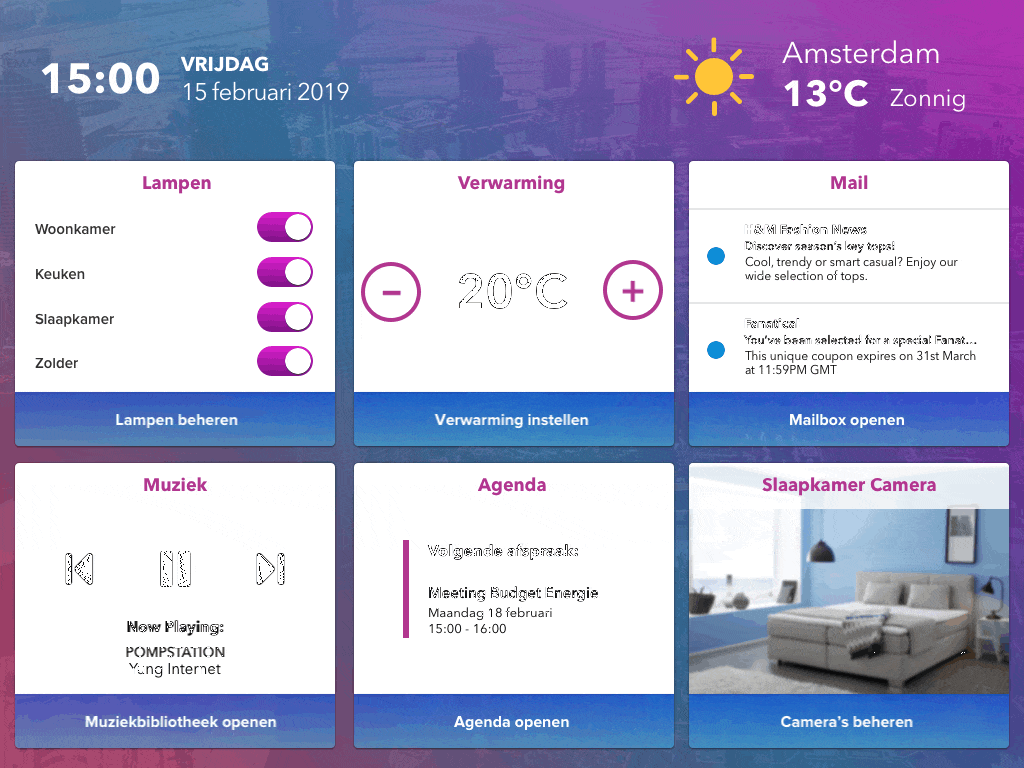 15:00
VRIJDAG
15 februari 2019
Amsterdam
13°C Zonnig
Lampen
Woonkamer
Keuken
Slaapkamer
Zolder
Lampen beheren
Verwarming
20°C
Verwarming instellen
Mail
H&M Fashion News
Discover season's key tops!
Cool, trendy or smart casual? Enjoy our
wide selection of tops.
Fanatical
You've been selected for a special Fanat...
This unique coupon expires on 31st March
at 11:59PM GMT
Mailbox openen
Muziek
Now Playing:
POMPSTATION
Yung Internet
Muziekbibliotheek openen
Agenda
Volgende afspraak:
Meeting Budget Energie
Maandag 18 februari
15:00 - 16:00
Agenda openen
Slaapkamer Camera
Camera's beheren